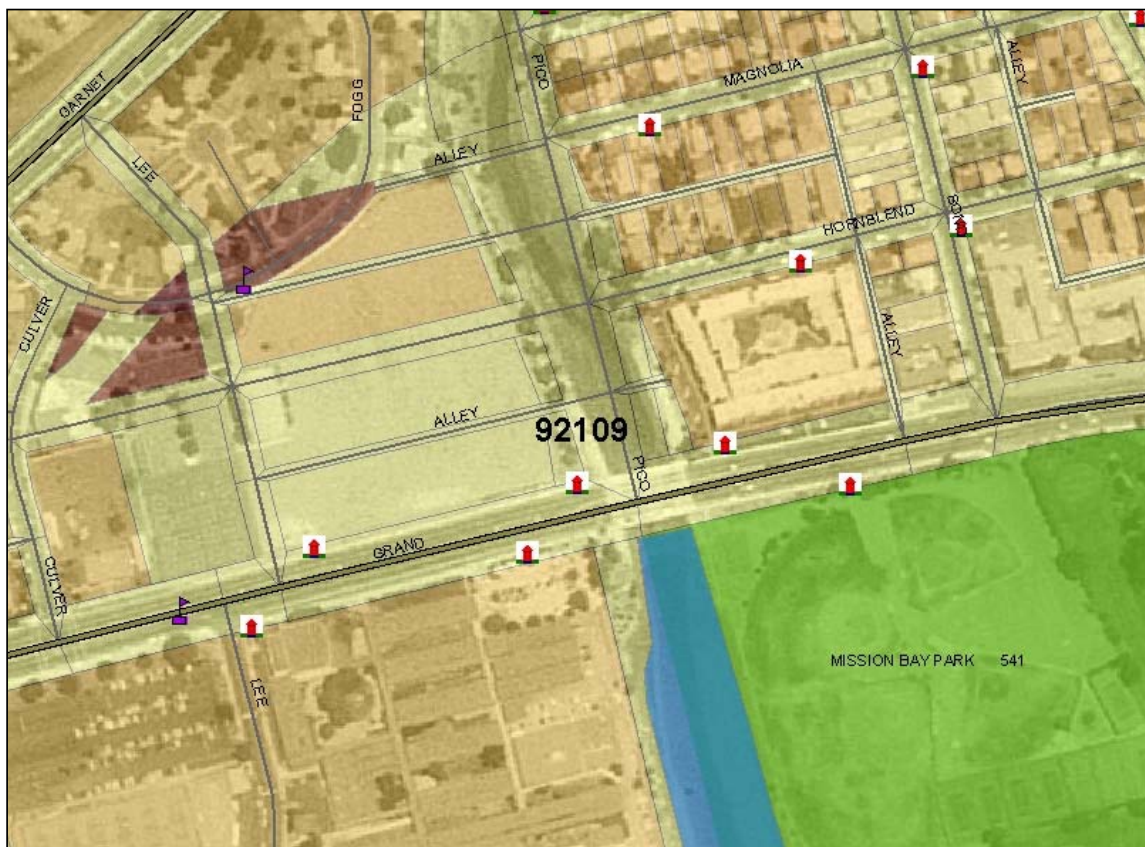 GARNET
PICO
FOGG
MAGNOLIA
ALLEY
LEE
ALLEY
HORNBLEND
CULVER
ALLEY
ALLEY
92109
PICO
GRAND
CULVER
LEE
MISSION BAY PARK 541